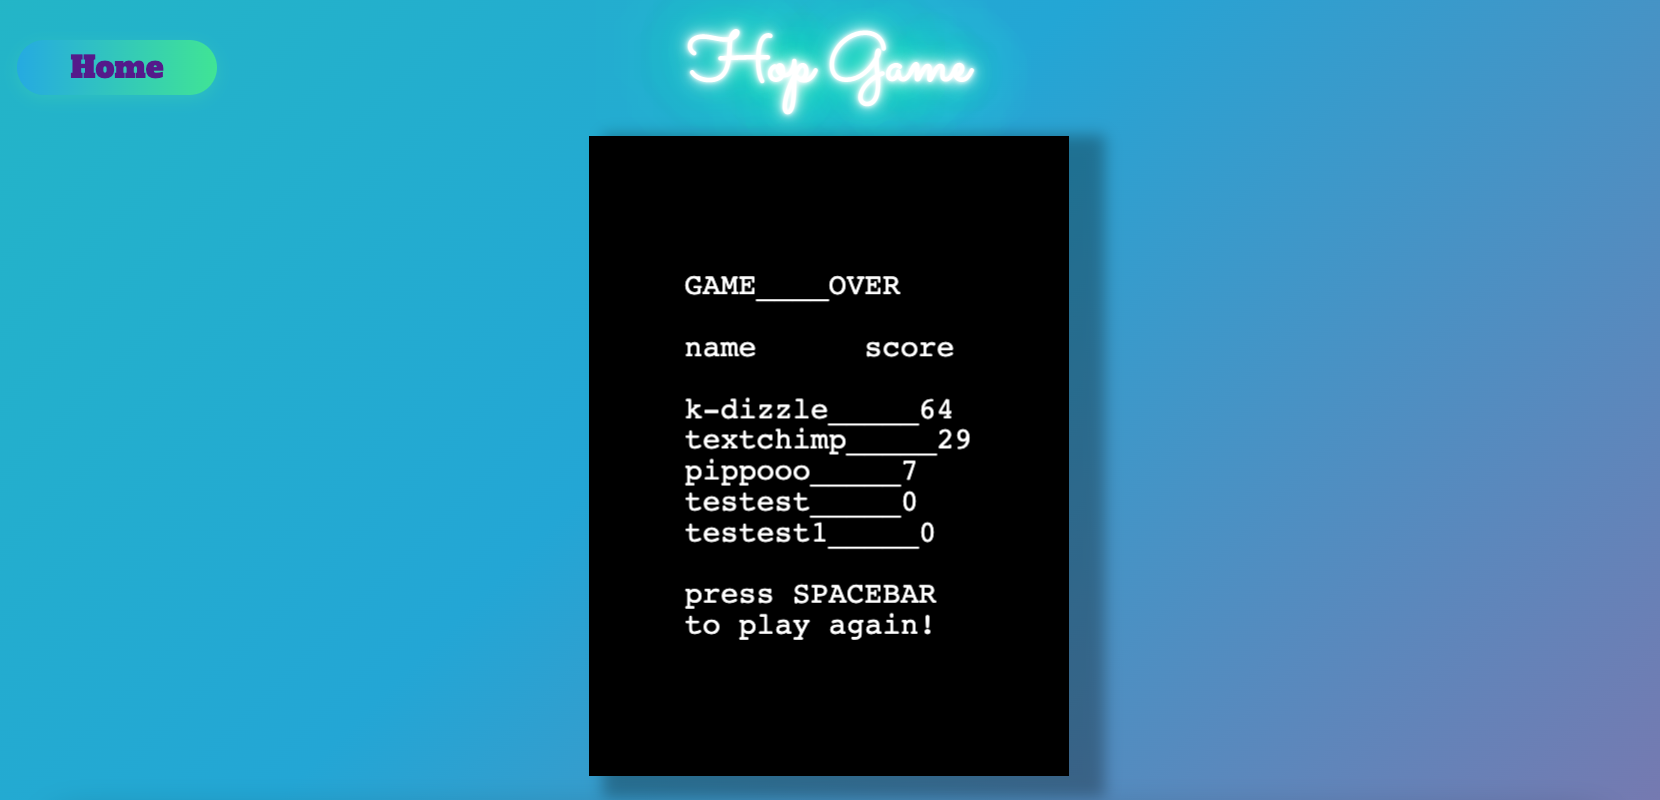 Home
Hop Game
GAME____OVER
name      score
k-dizzle_____64
textchimp_____29
pippooo_____7
testest_____0
testest1_____0
press SPACEBAR
to play again!